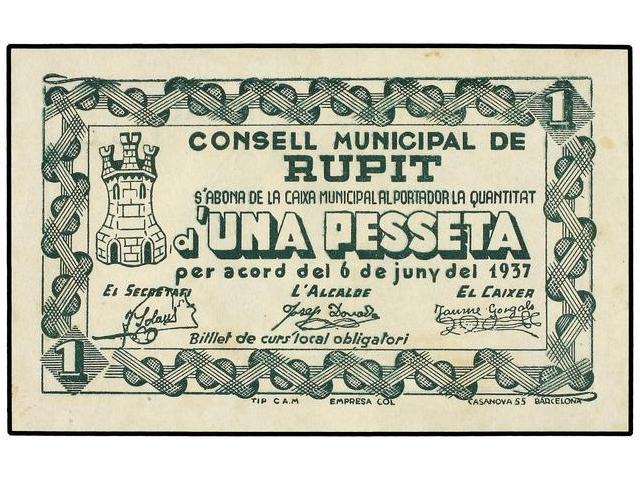 1
CONSELL MUNICIPAL DE
RUPIT
S'ABONA DE LA CAIXA MUNICIPAL AL PORTADOR LA QUANTITAT
d'UNA PESSETA
per acord del 6 de juny del 1937
EL SECRETARI L'ALCALDE EL CAIXER
Josep Jaume
Bitllet de curs local obligatori
1
TIP C.A.M EMPRESA COL CASANOVA 55 BARCELONA